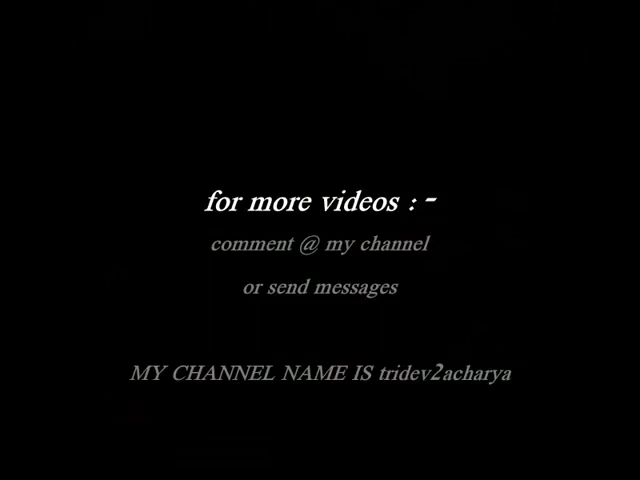 for more videos : -
comment @ my channel
or send messages
MY CHANNEL NAME IS tridev2acharya